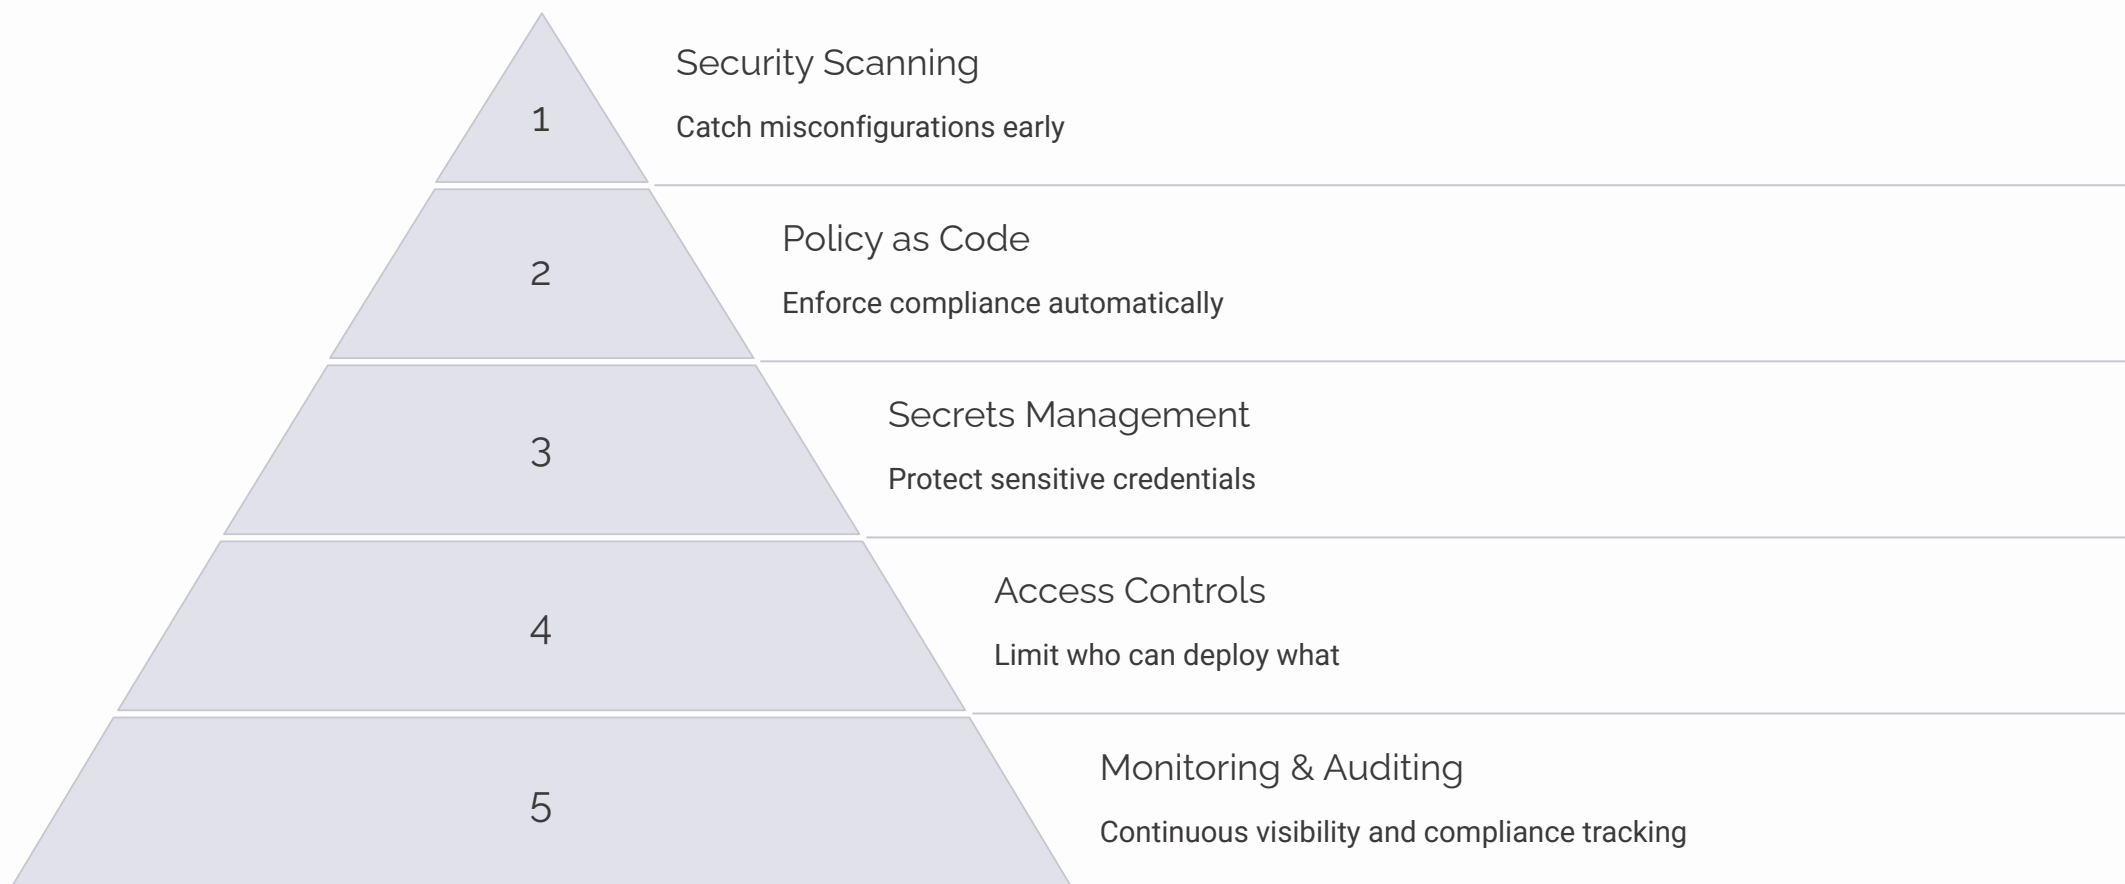 1
Security Scanning
Catch misconfigurations early
2
Policy as Code
Enforce compliance automatically
3
Secrets Management
Protect sensitive credentials
4
Access Controls
Limit who can deploy what
5
Monitoring & Auditing
Continuous visibility and compliance tracking